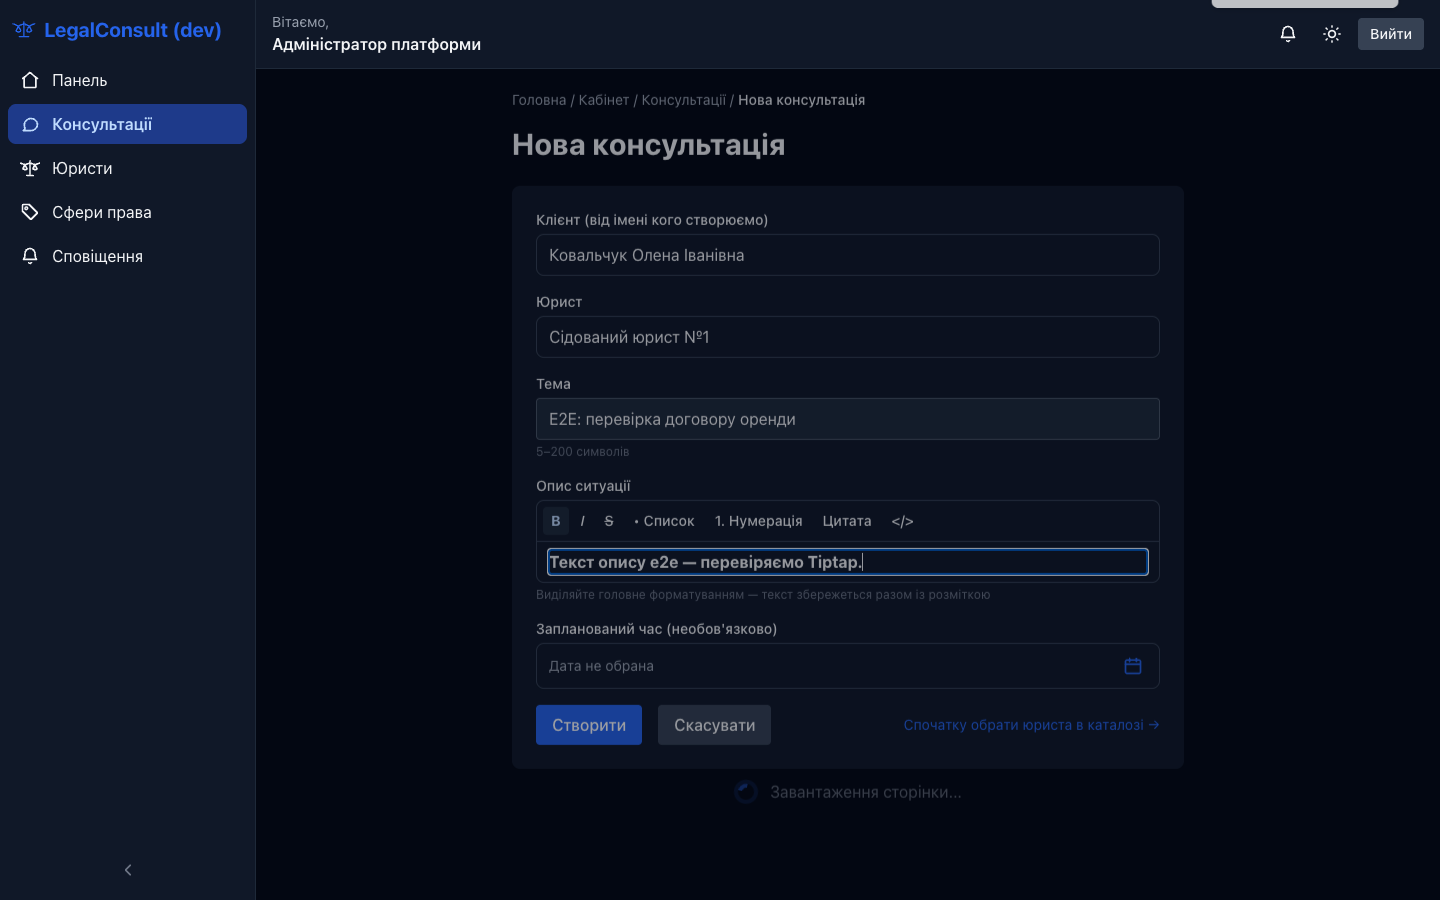 LegalConsult (dev)
Панель
Консультації
Юристи
Сфери права
Сповіщення
Вітаємо,
Адміністратор платформи
Вийти
Головна / Кабінет / Консультації / Нова консультація
Нова консультація
Клієнт (від імені кого створюємо)
Ковальчук Олена Іванівна
Юрист
Сідований юрист №1
Тема
E2E: перевірка договору оренди
5–200 символів
Опис ситуації
B I S • Список 1. Нумерація Цитата </>
Текст опису e2e — перевіряємо Tiptap.
Виділяйте головне форматуванням — текст збережеться разом із розміткою
Запланований час (необов'язково)
Дата не обрана
Створити Скасувати Спочатку обрати юриста в каталозі →
Завантаження сторінки...